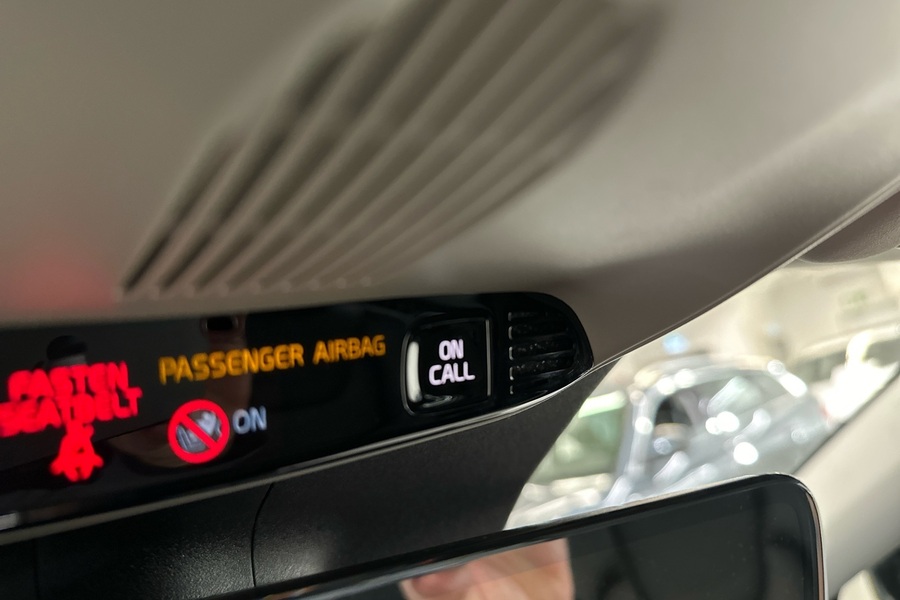 FASTEN
SEATBELT
PASSENGER AIRBAG
ON
ON
CALL